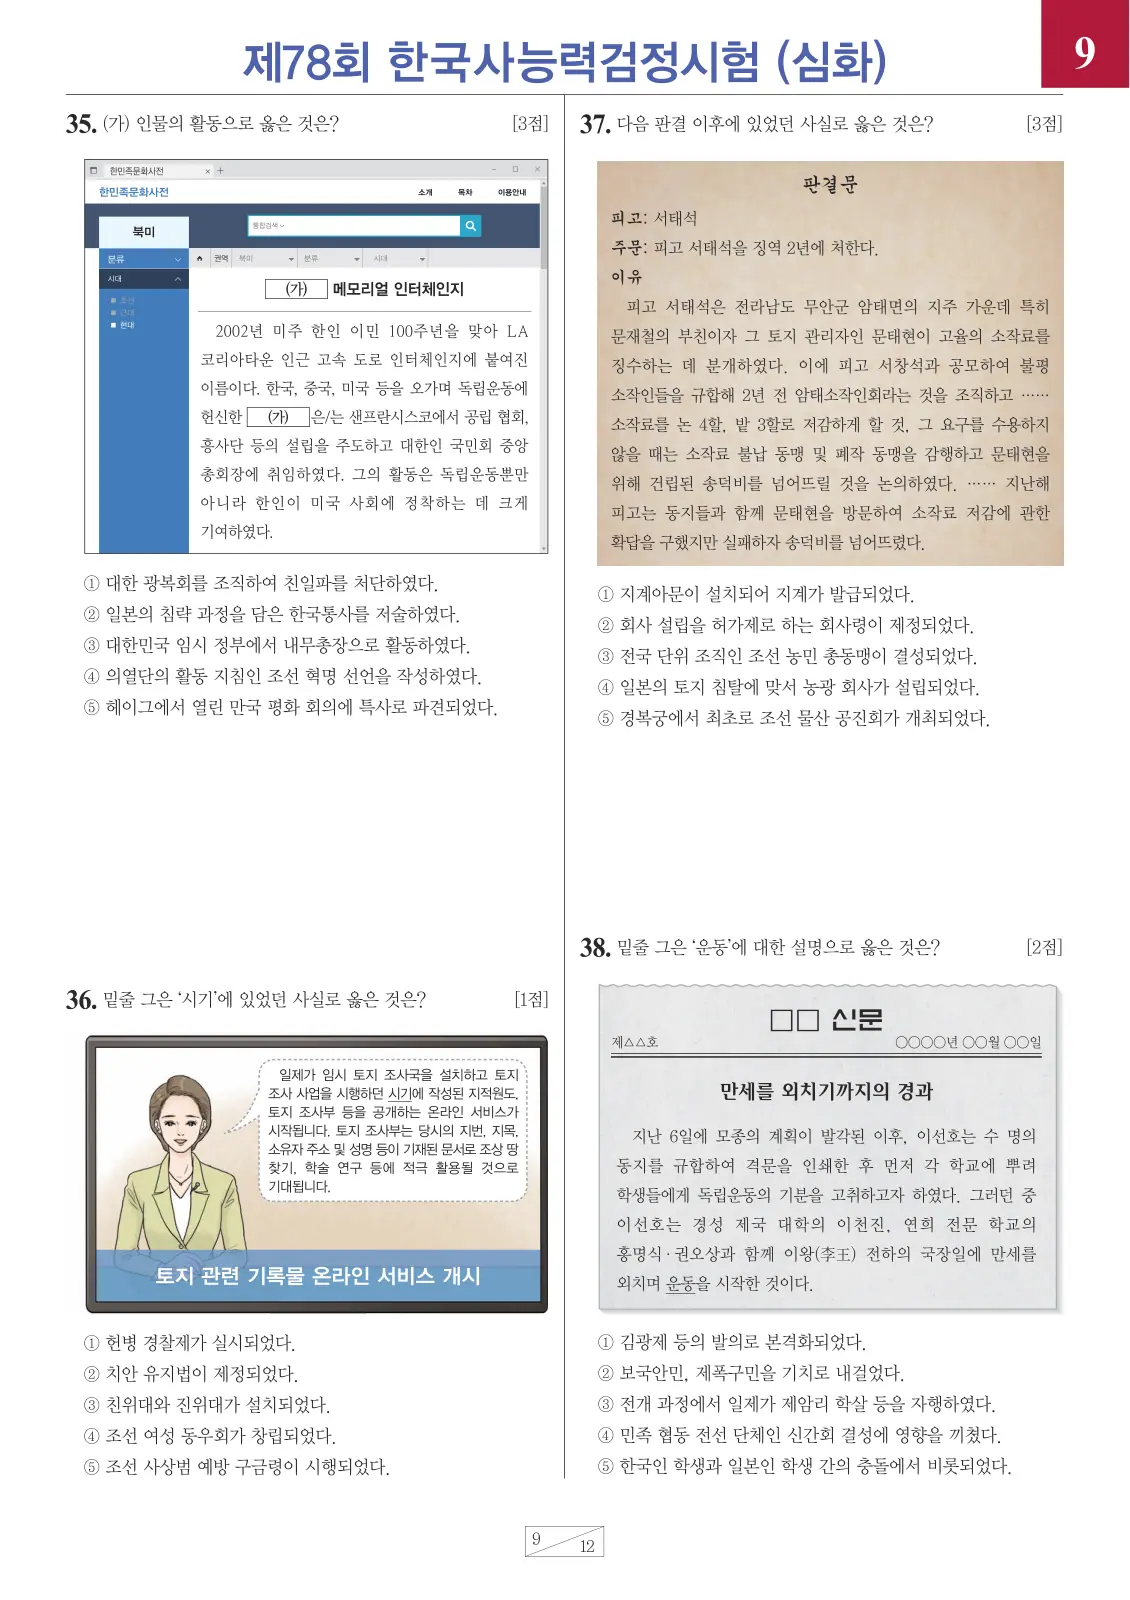 제78회 한국사능력검정시험 (심화)
9
35. (가) 인물의 활동으로 옳은 것은? [3점]
한민족문화사전
한민족문화사전
소개 목차 이용안내
북미
통합검색
분류
시대
조선
근대
현대
권역 북미 분류 시대
(가) 메모리얼 인터체인지
2002년 미주 한인 이민 100주년을 맞아 LA
코리아타운 인근 고속 도로 인터체인지에 붙여진
이름이다. 한국, 중국, 미국 등을 오가며 독립운동에
헌신한 (가) 은/는 샌프란시스코에서 공립 협회,
흥사단 등의 설립을 주도하고 대한인 국민회 중앙
총회장에 취임하였다. 그의 활동은 독립운동뿐만
아니라 한인이 미국 사회에 정착하는 데 크게
기여하였다.
① 대한 광복회를 조직하여 친일파를 처단하였다.
② 일본의 침략 과정을 담은 한국통사를 저술하였다.
③ 대한민국 임시 정부에서 내무총장으로 활동하였다.
④ 의열단의 활동 지침인 조선 혁명 선언을 작성하였다.
⑤ 헤이그에서 열린 만국 평화 회의에 특사로 파견되었다.
36. 밑줄 그은 ‘시기’에 있었던 사실로 옳은 것은? [1점]
일제가 임시 토지 조사국을 설치하고 토지
조사 사업을 시행하던 시기에 작성된 지적원도,
토지 조사부 등을 공개하는 온라인 서비스가
시작됩니다. 토지 조사부는 당시의 지번, 지목,
소유자 주소 및 성명 등이 기재된 문서로 조상 땅
찾기, 학술 연구 등에 적극 활용될 것으로
기대됩니다.
토지 관련 기록물 온라인 서비스 개시
① 헌병 경찰제가 실시되었다.
② 치안 유지법이 제정되었다.
③ 친위대와 진위대가 설치되었다.
④ 조선 여성 동우회가 창립되었다.
⑤ 조선 사상범 예방 구금령이 시행되었다.
37. 다음 판결 이후에 있었던 사실로 옳은 것은? [3점]
판결문
피고: 서태석
주문: 피고 서태석을 징역 2년에 처한다.
이유
피고 서태석은 전라남도 무안군 암태면의 지주 가운데 특히
문재철의 부친이자 그 토지 관리자인 문태현이 고율의 소작료를
징수하는 데 분개하였다. 이에 피고 서창석과 공모하여 불평
소작인들을 규합해 2년 전 암태소작인회라는 것을 조직하고 ……
소작료를 논 4할, 밭 3할로 저감하게 할 것, 그 요구를 수용하지
않을 때는 소작료 불납 동맹 및 폐작 동맹을 감행하고 문태현을
위해 건립된 송덕비를 넘어뜨릴 것을 논의하였다. …… 지난해
피고는 동지들과 함께 문태현을 방문하여 소작료 저감에 관한
확답을 구했지만 실패하자 송덕비를 넘어뜨렸다.
① 지계아문이 설치되어 지계가 발급되었다.
② 회사 설립을 허가제로 하는 회사령이 제정되었다.
③ 전국 단위 조직인 조선 농민 총동맹이 결성되었다.
④ 일본의 토지 침탈에 맞서 농광 회사가 설립되었다.
⑤ 경복궁에서 최초로 조선 물산 공진회가 개최되었다.
38. 밑줄 그은 ‘운동’에 대한 설명으로 옳은 것은? [2점]
□□ 신문
제△△호 ○○○○년 ○○월 ○○일
만세를 외치기까지의 경과
지난 6일에 모종의 계획이 발각된 이후, 이선호는 수 명의
동지를 규합하여 격문을 인쇄한 후 먼저 각 학교에 뿌려
학생들에게 독립운동의 기분을 고취하고자 하였다. 그러던 중
이선호는 경성 제국 대학의 이천진, 연희 전문 학교의
홍명식·권오상과 함께 이왕(李王) 전하의 국장일에 만세를
외치며 운동을 시작한 것이다.
① 김광제 등의 발의로 본격화되었다.
② 보국안민, 제폭구민을 기치로 내걸었다.
③ 전개 과정에서 일제가 제암리 학살 등을 자행하였다.
④ 민족 협동 전선 단체인 신간회 결성에 영향을 끼쳤다.
⑤ 한국인 학생과 일본인 학생 간의 충돌에서 비롯되었다.
9
12